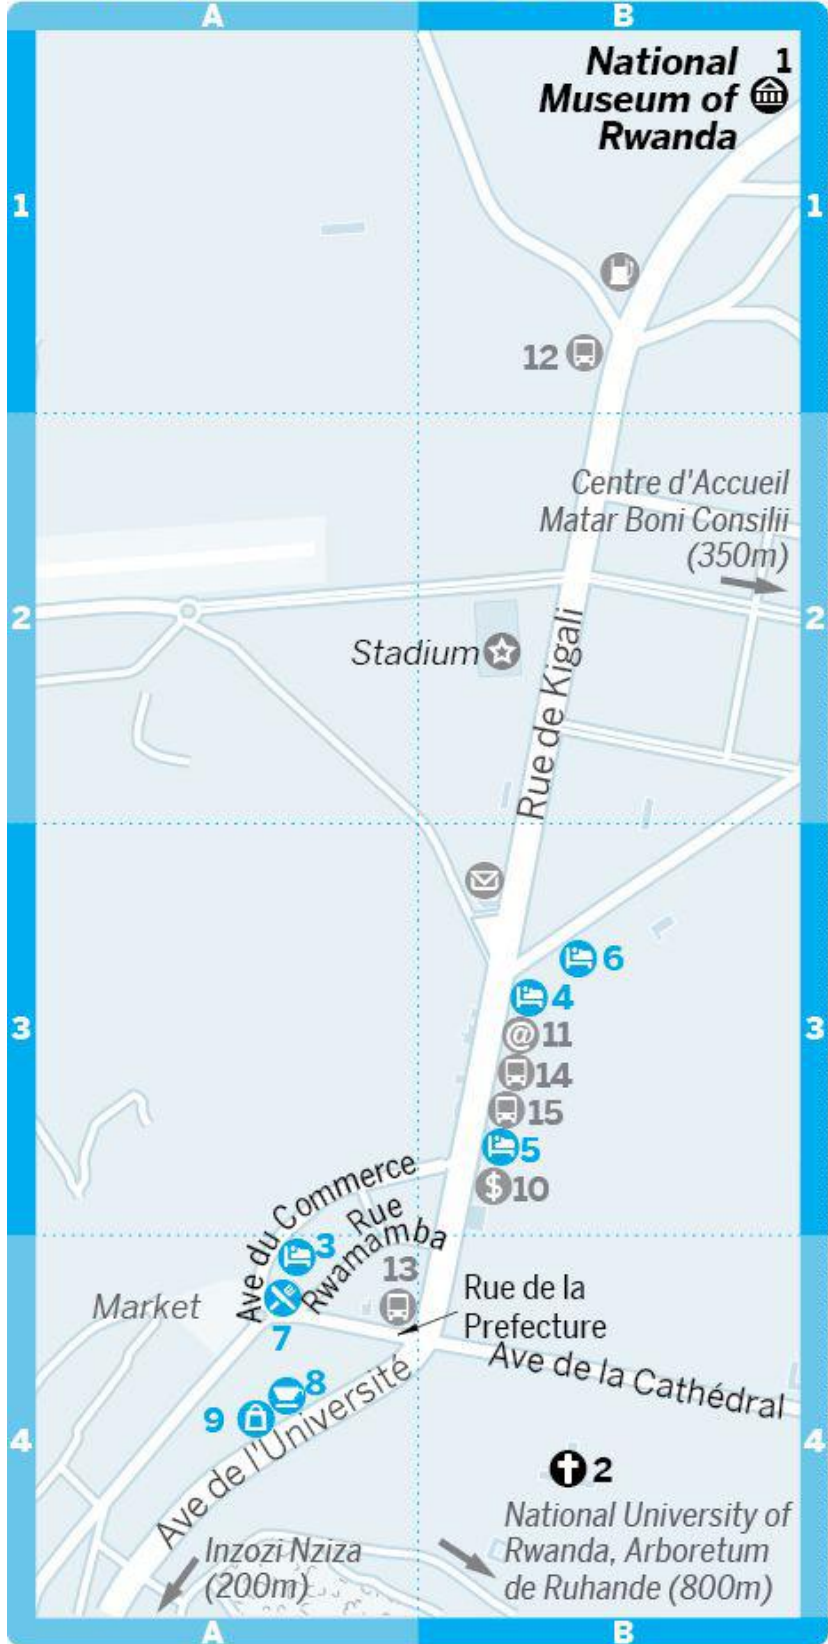 A
B
National
Museum of
Rwanda
1
1
1
12
Centre d'Accueil
Matar Boni Consilii
(350m)
2
2
Stadium
Rue de Kigali
6
4
@ 11
3
3
14
15
5
$ 10
Ave du Commerce
Rue
Rwamamba
3
13
Market
Rue de la
Prefecture
7
Ave de la Cathédral
8
9
Ave de l'Université
4
4
2
National University of
Rwanda, Arboretum
de Ruhande (800m)
Inzozi Nziza
(200m)
A
B